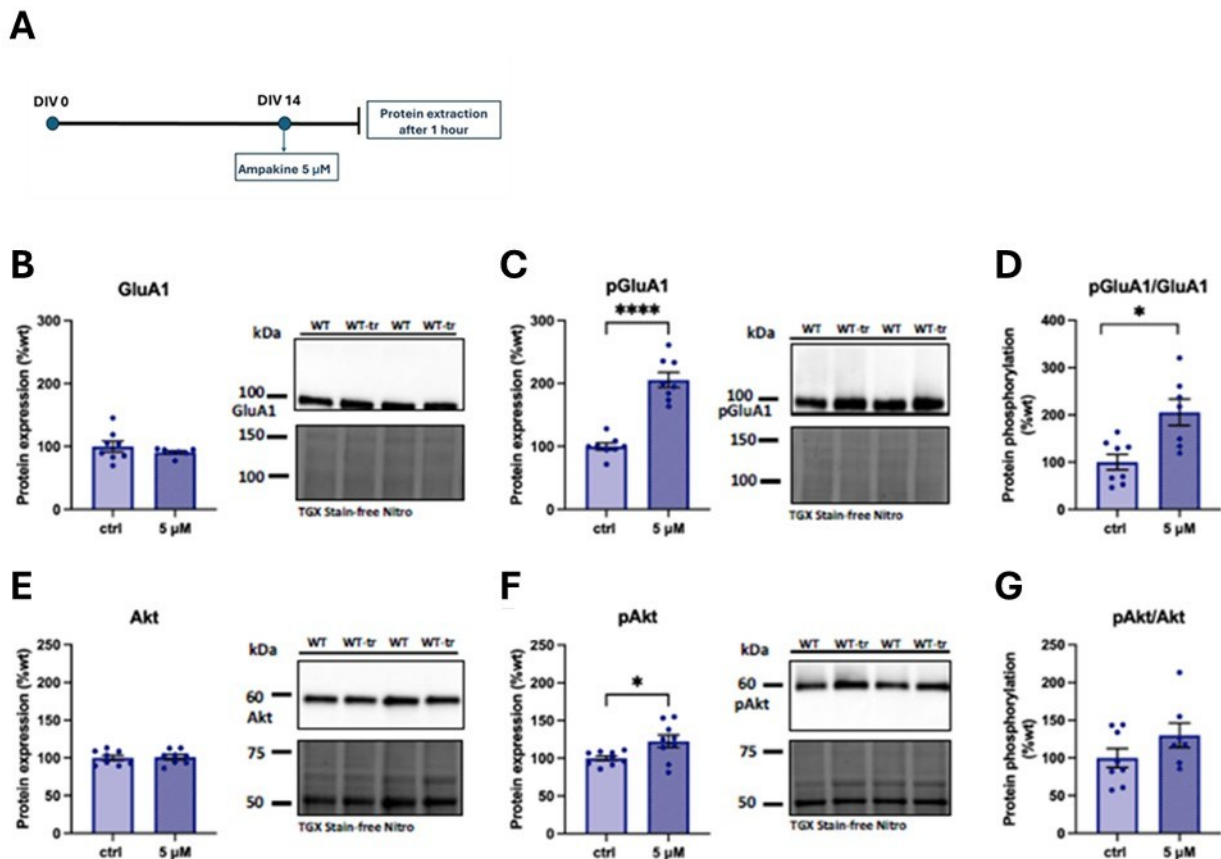 A
DIV 0
DIV 14
Protein extraction
after 1 hour
Ampakine 5 µM
B
GluA1
Protein expression (%wt)
300
200
100
0
ctrl
5 µM
kDa
WT WT-tr WT WT-tr
100
GluA1
150
100
TGX Stain-free Nitro
C
pGluA1
****
Protein expression (%wt)
300
200
100
0
ctrl
5 µM
kDa
WT WT-tr WT WT-tr
100
pGluA1
150
100
TGX Stain-free Nitro
D
pGluA1/GluA1
*
Protein phosphorylation
(%wt)
400
300
200
100
0
ctrl
5 µM
E
Akt
Protein expression (%wt)
250
200
150
100
50
0
ctrl
5 µM
kDa
WT WT-tr WT WT-tr
60
Akt
75
50
TGX Stain-free Nitro
F
pAkt
*
Protein expression (%wt)
250
200
150
100
50
0
ctrl
5 µM
kDa
WT WT-tr WT WT-tr
60
pAkt
75
50
TGX Stain-free Nitro
G
pAkt/Akt
Protein phosphorylation
(%wt)
250
200
150
100
50
0
ctrl
5 µM